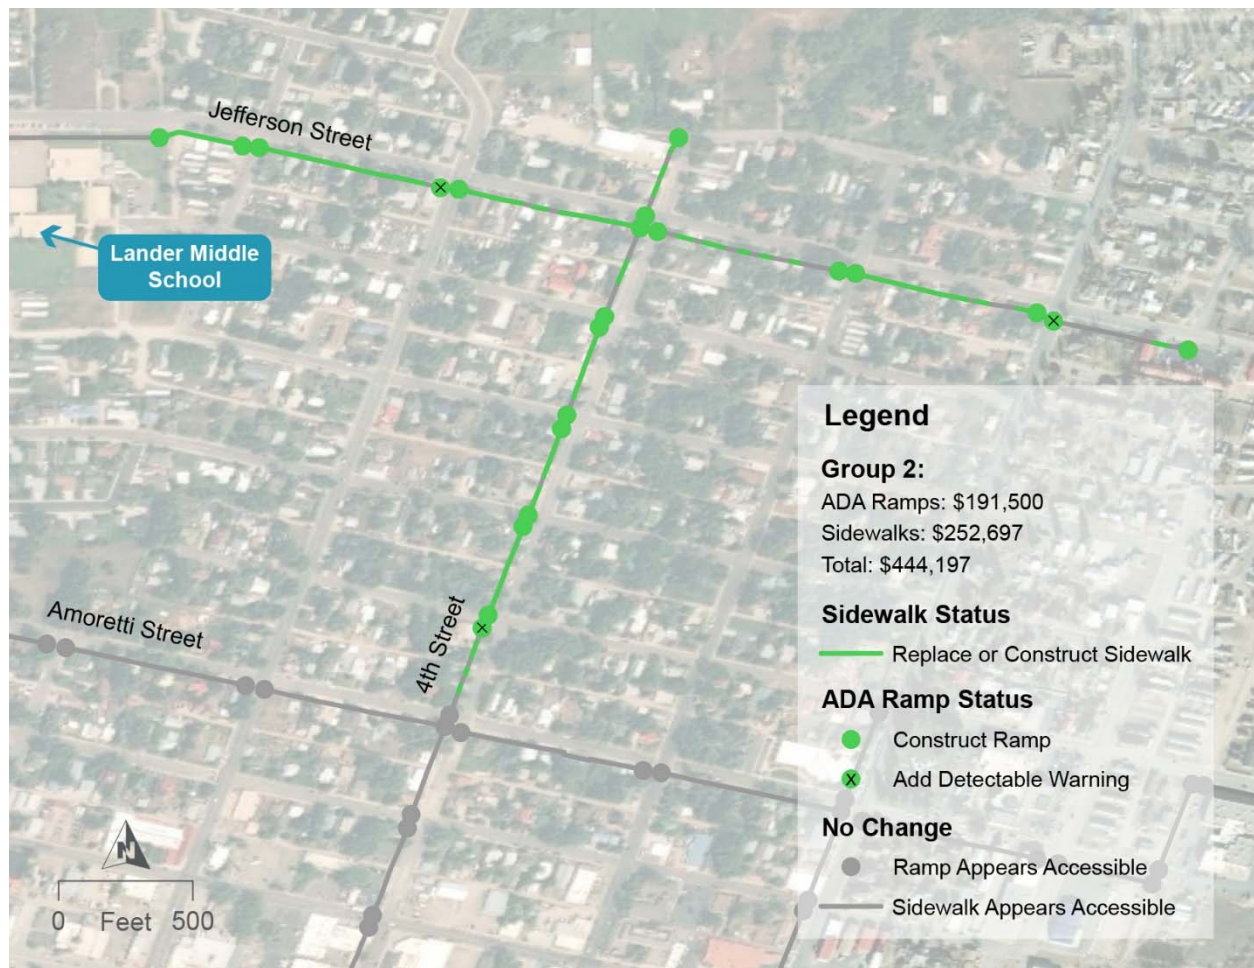 Jefferson Street
Lander Middle
School
Legend
Group 2:
ADA Ramps: $191,500
Sidewalks: $252,697
Total: $444,197
Sidewalk Status
Replace or Construct Sidewalk
Amoretti Street
4th Street
ADA Ramp Status
Construct Ramp
x Add Detectable Warning
No Change
Ramp Appears Accessible
Sidewalk Appears Accessible
N
0 Feet 500